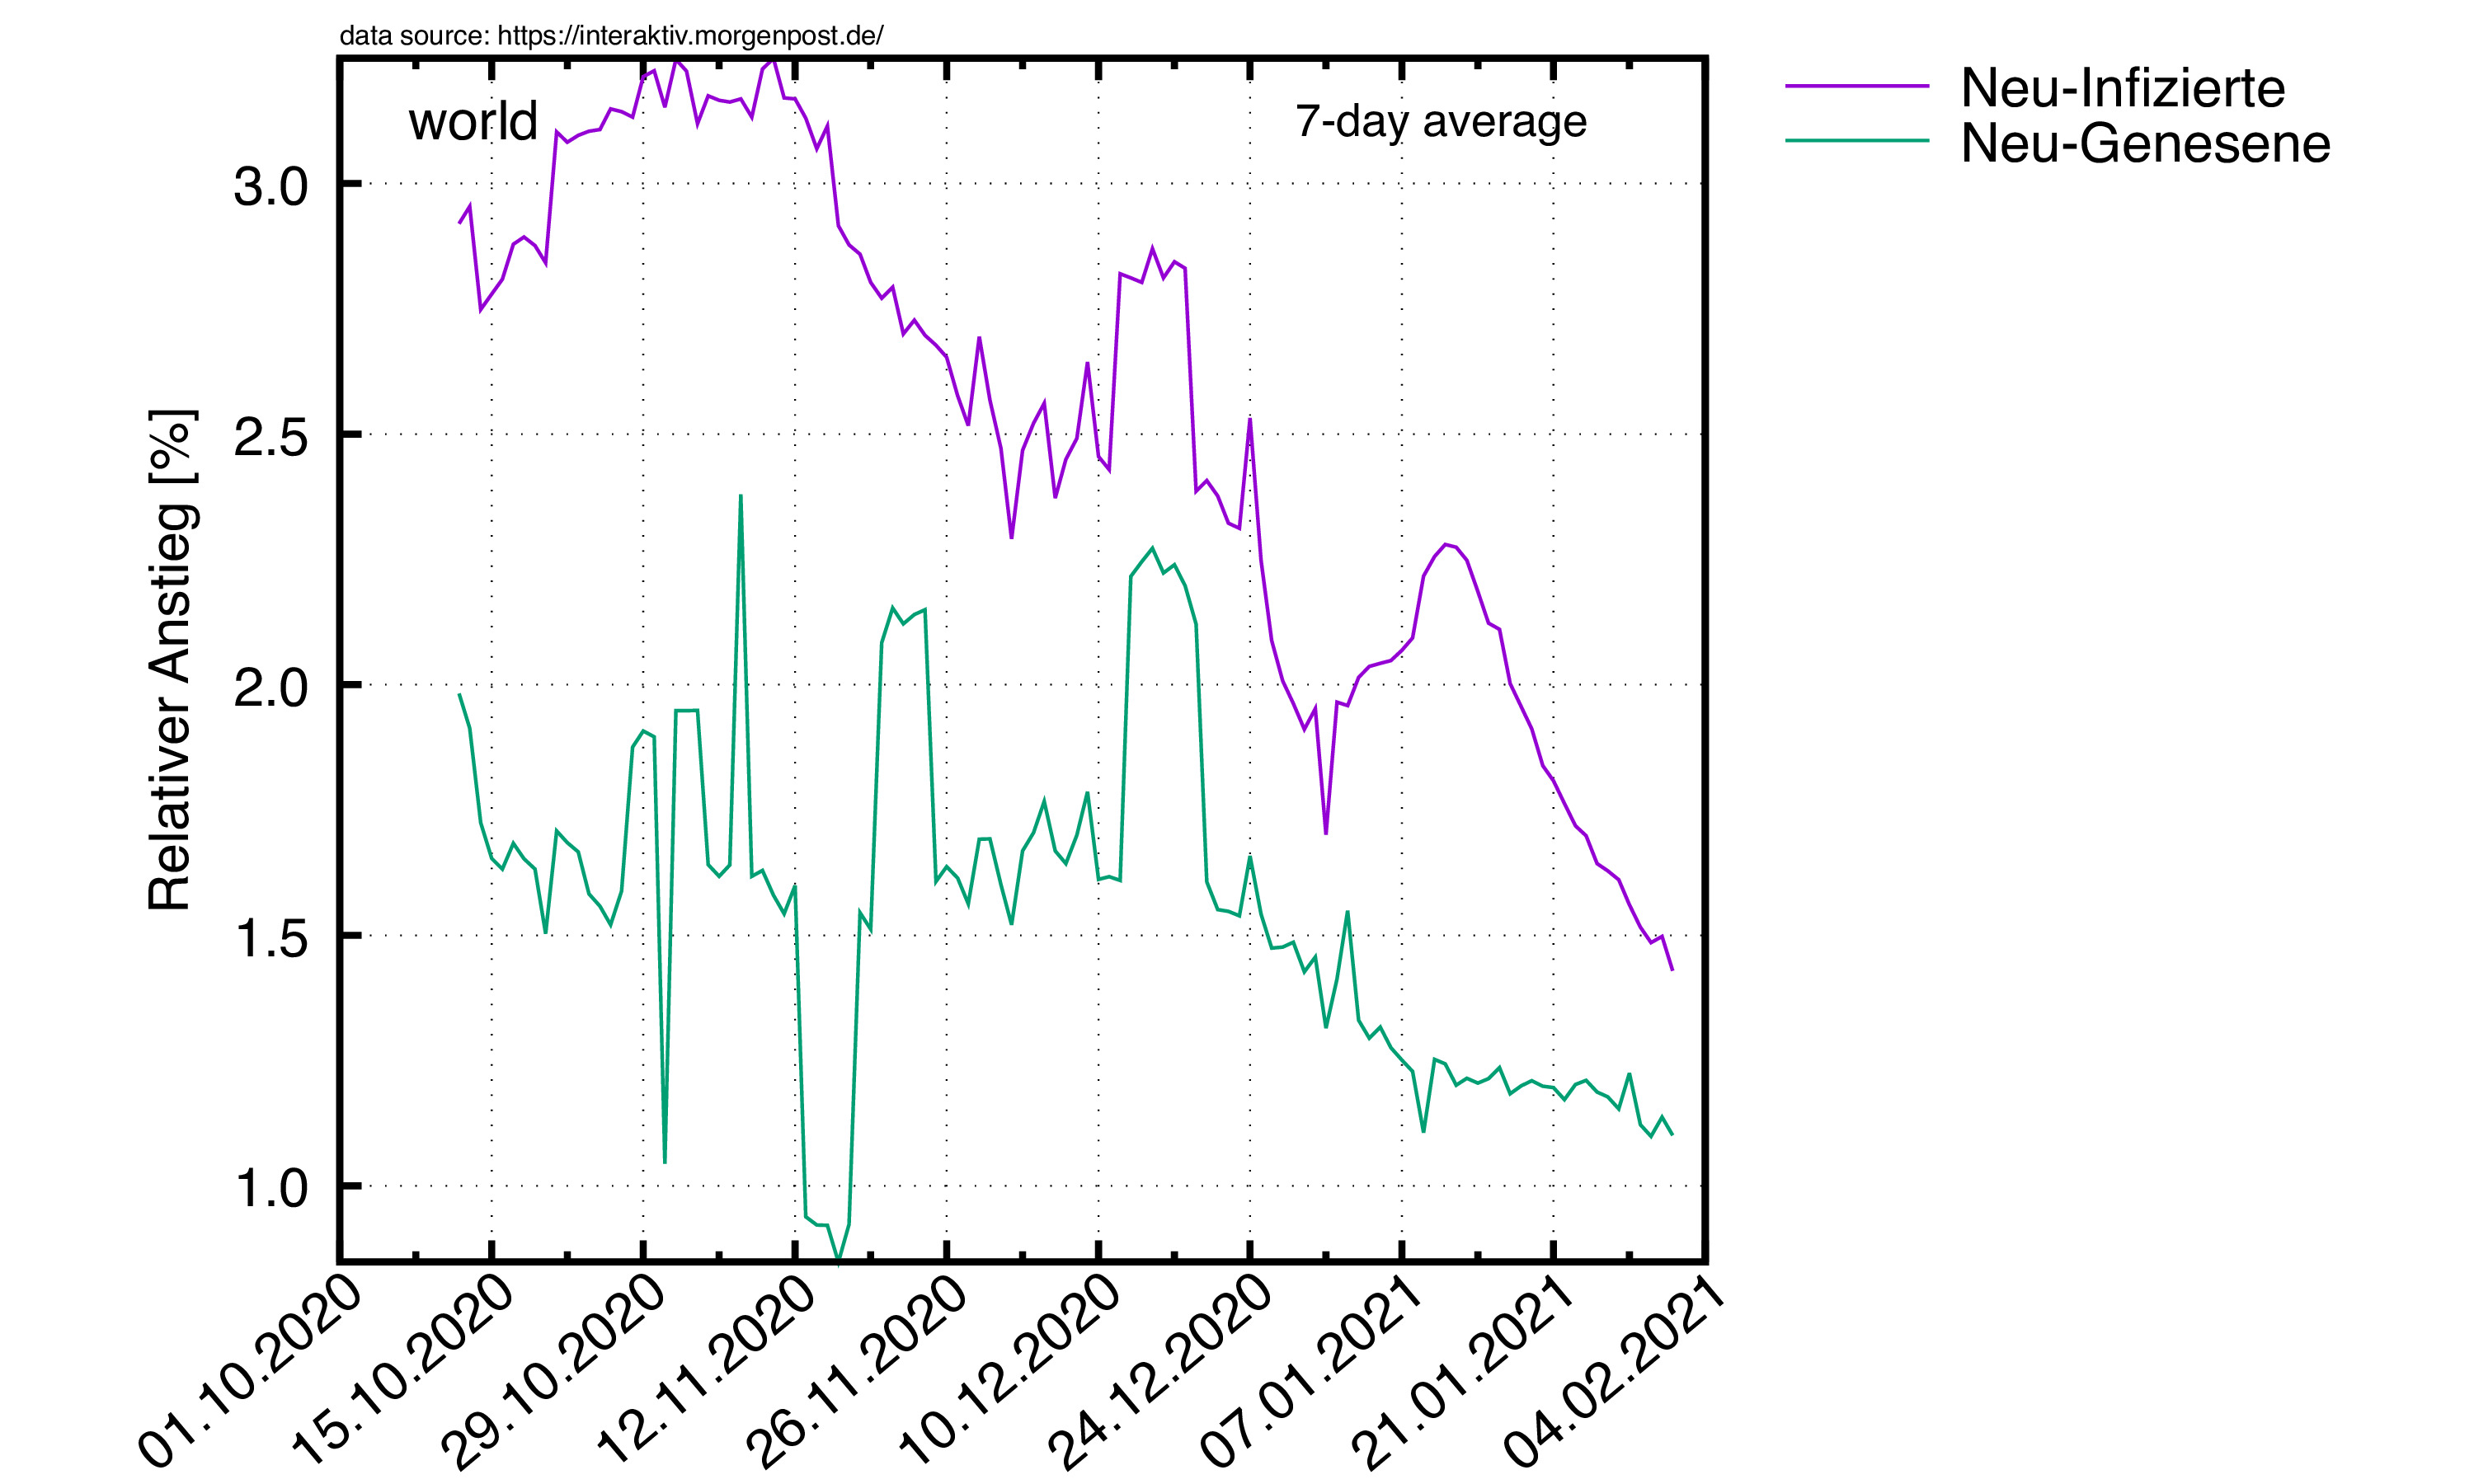 data source: https://interaktiv.morgenpost.de/
world
7-day average
Neu-Infizierte
Neu-Genesene
Relativer Anstieg [%]
3.0
2.5
2.0
1.5
1.0
01.10.2020
15.10.2020
29.10.2020
12.11.2020
26.11.2020
10.12.2020
24.12.2020
07.01.2021
21.01.2021
04.02.2021